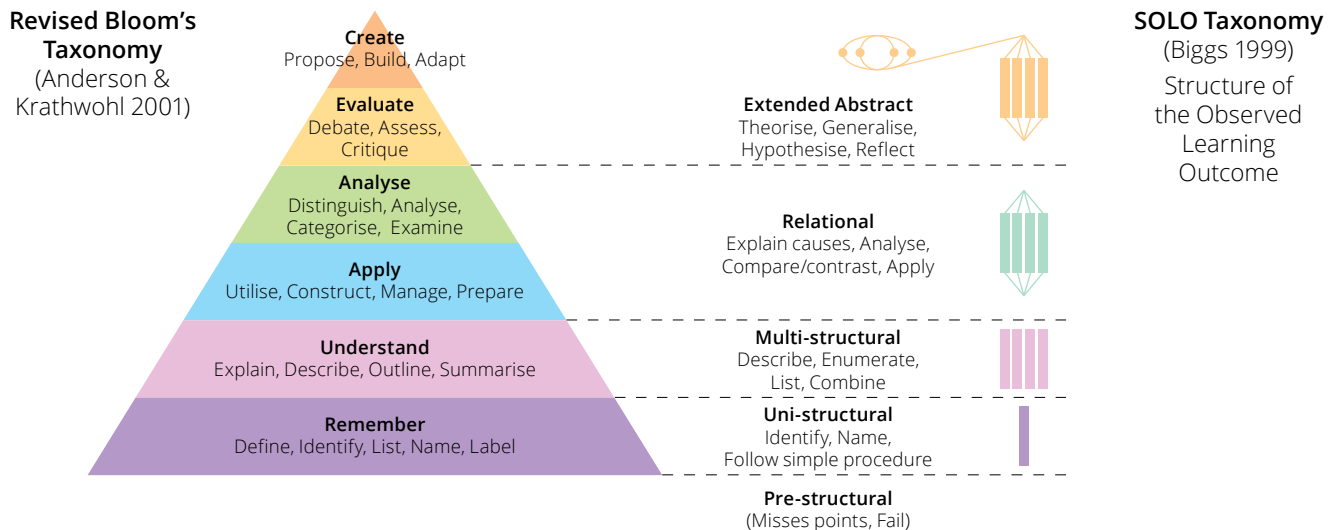 Revised Bloom's
Taxonomy
(Anderson &
Krathwohl 2001)
Create
Propose, Build, Adapt
Evaluate
Debate, Assess,
Critique
Analyse
Distinguish, Analyse,
Categorise, Examine
Apply
Utilise, Construct, Manage, Prepare
Understand
Explain, Describe, Outline, Summarise
Remember
Define, Identify, List, Name, Label
Extended Abstract
Theorise, Generalise,
Hypothesise, Reflect
Relational
Explain causes, Analyse,
Compare/contrast, Apply
Multi-structural
Describe, Enumerate,
List, Combine
Uni-structural
Identify, Name,
Follow simple procedure
Pre-structural
(Misses points, Fail)
SOLO Taxonomy
(Biggs 1999)
Structure of
the Observed
Learning
Outcome